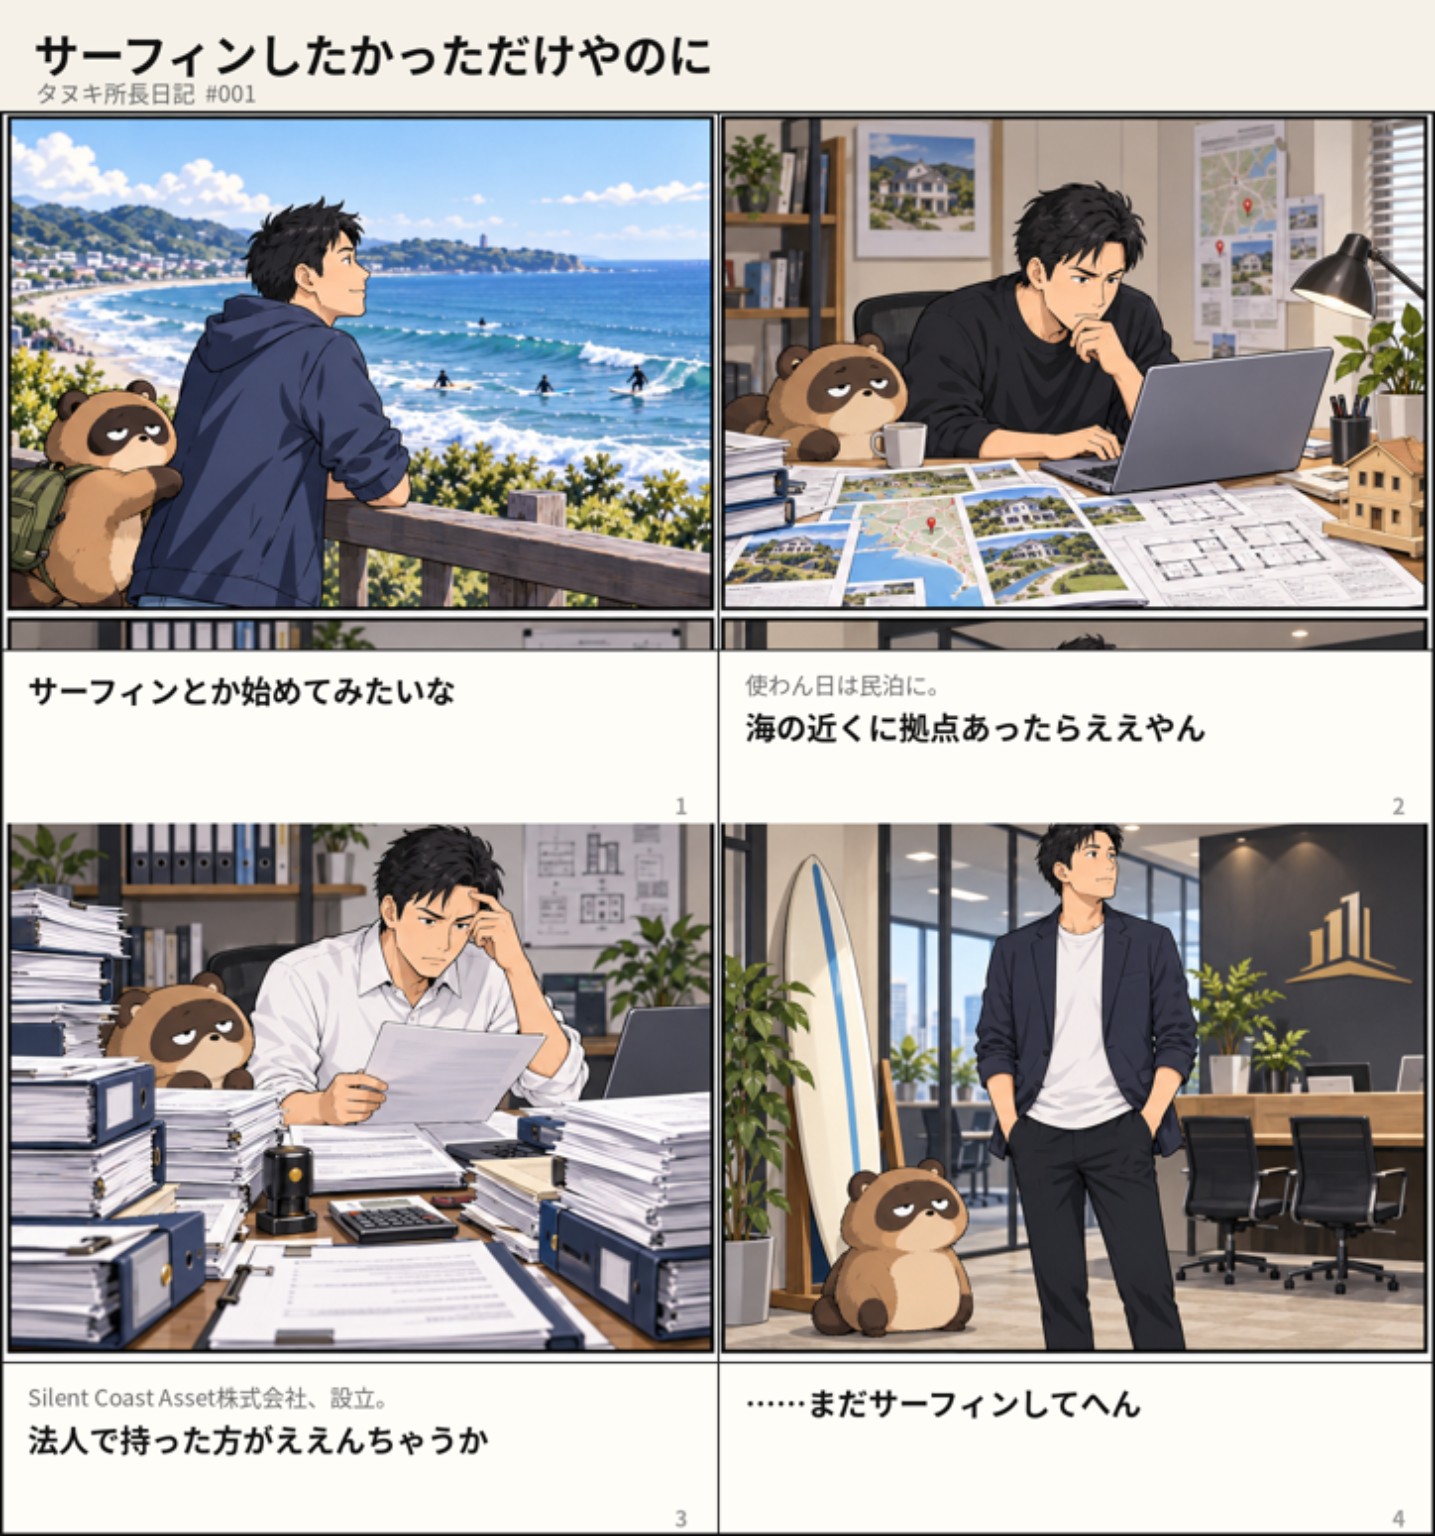 サーフィンしたかっただけやのに
タヌキ所長日記 #001
サーフィンとか始めてみたいな
1
使わん日は民泊に。
海の近くに拠点あったらええやん
2
Silent Coast Asset株式会社、設立。
法人で持った方がええんちゃうか
3
……まだサーフィンしてへん
4